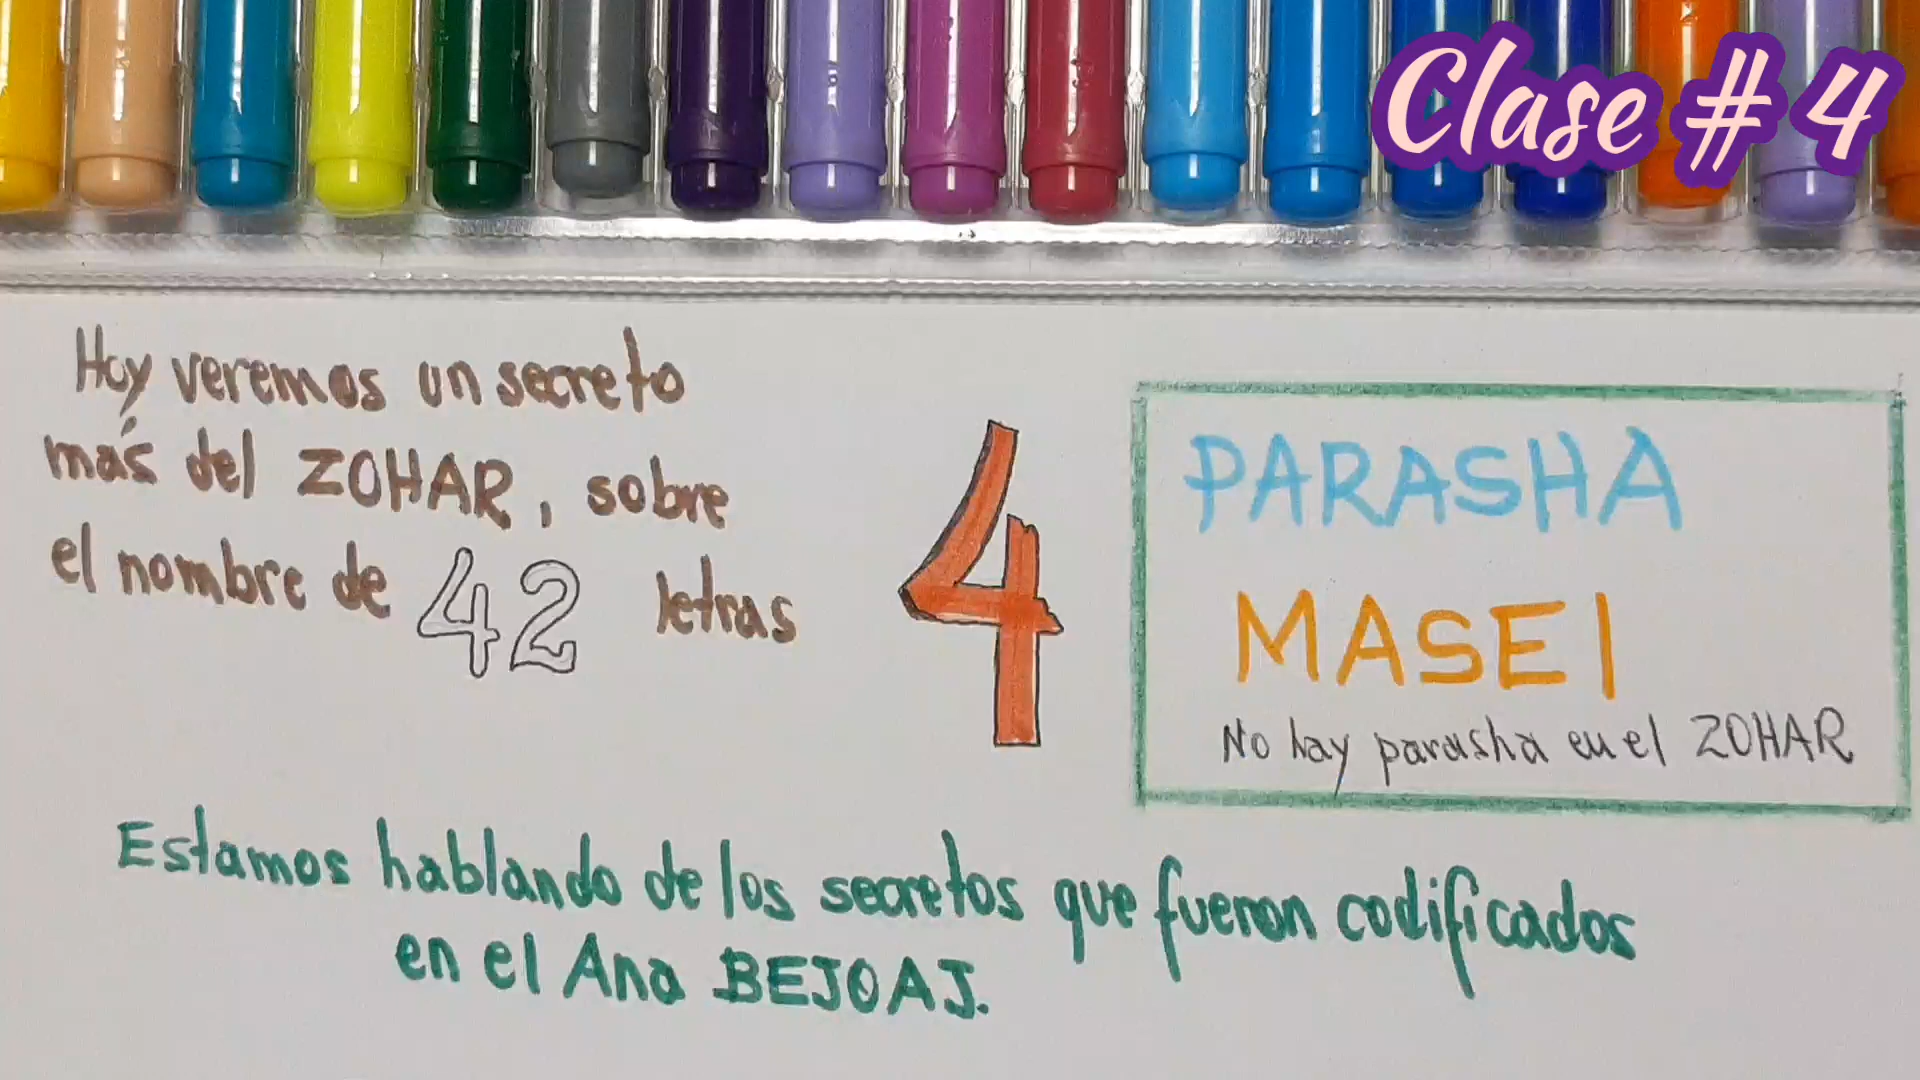 Clase # 4
Hoy veremos un secreto
más del ZOHAR, sobre
el nombre de 42 letras
4
PARASHA
MASEI
No hay parasha en el ZOHAR
Estamos hablando de los secretos que fueron codificados
en el Ana BEJOAJ.